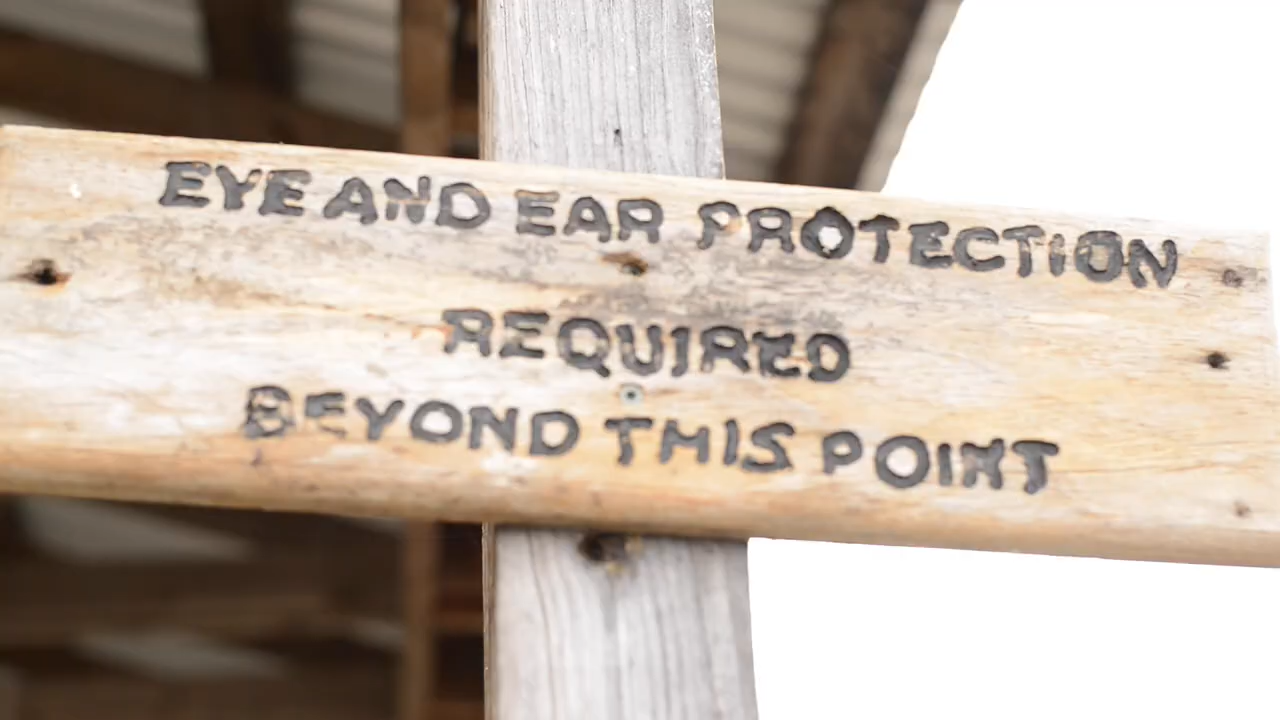 EYE AND EAR PROTECTION
REQUIRED
BEYOND THIS POINT